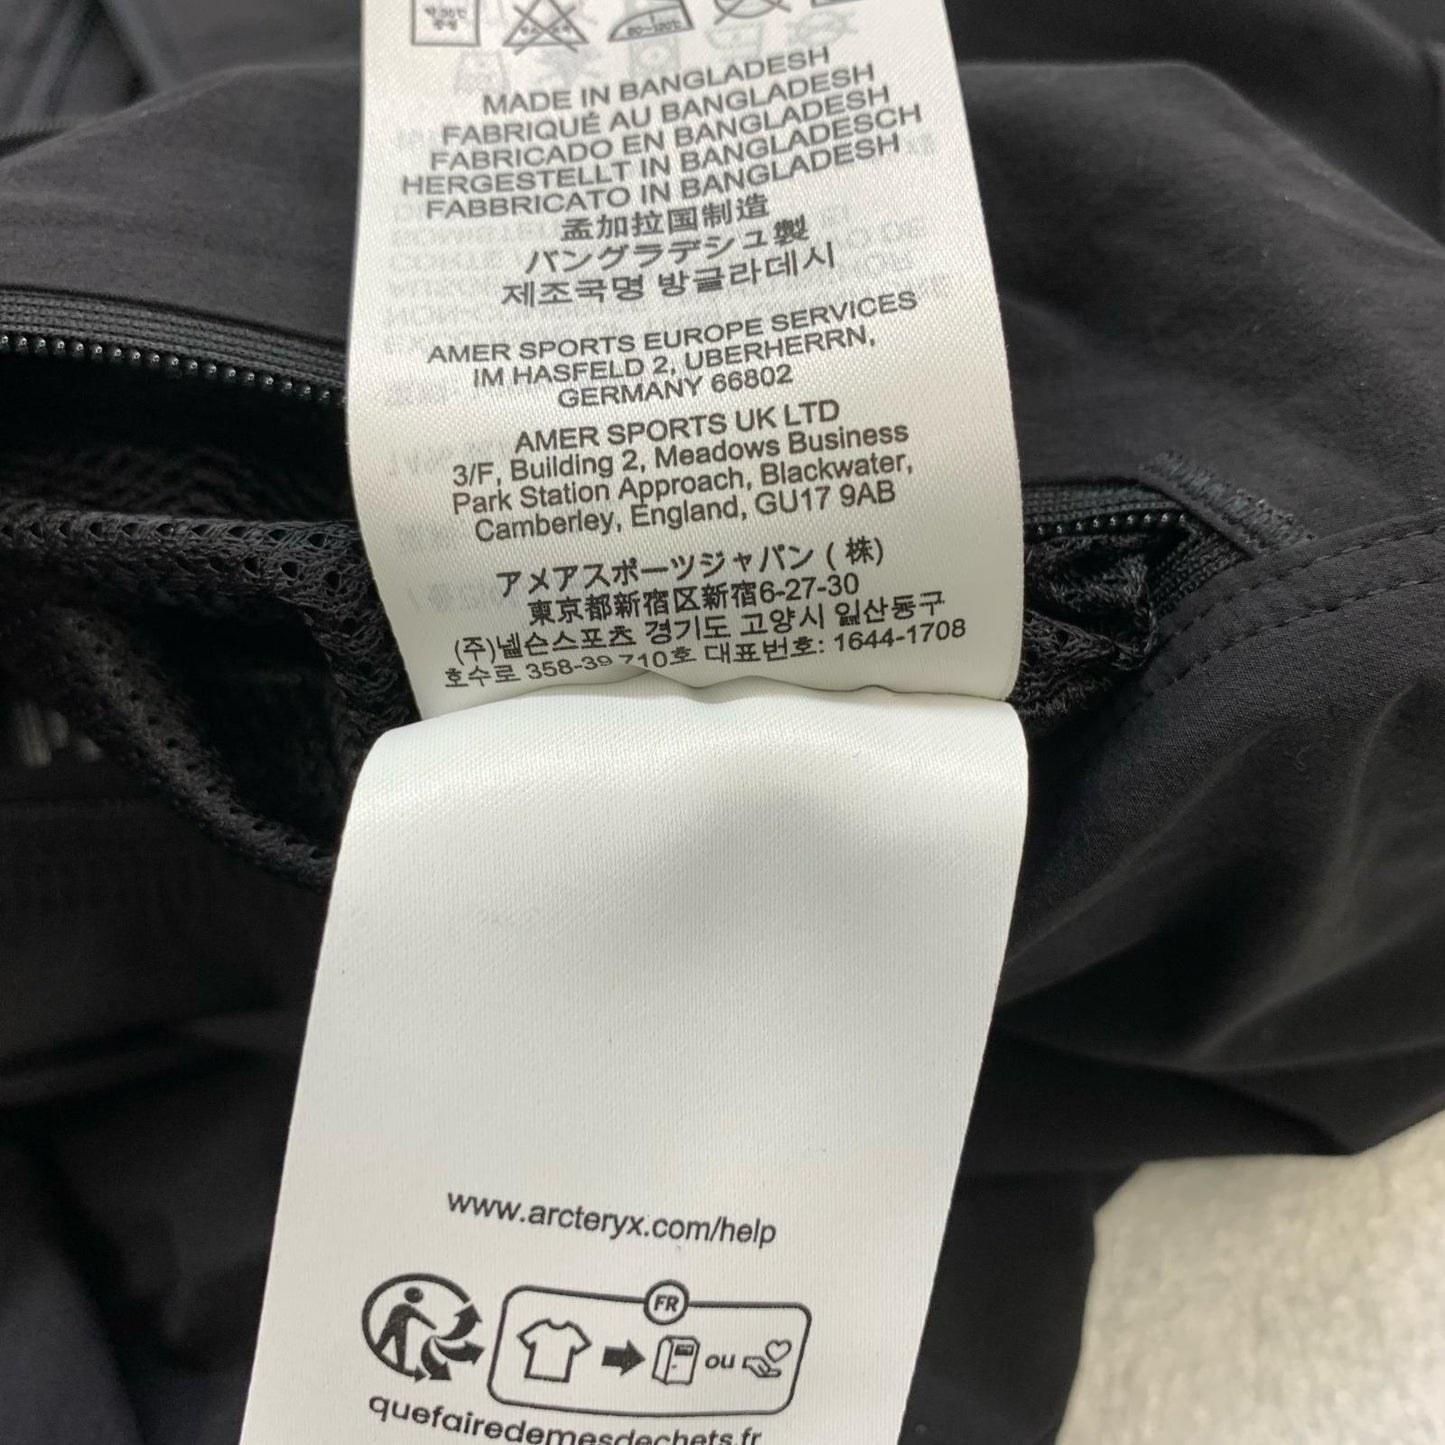 MADE IN BANGLADESH
FABRIQUÉ AU BANGLADESH
FABRICADO EN BANGLADESH
HERGESTELLT IN BANGLADESCH
FABBRICATO IN BANGLADESH
孟加拉国制造
バングラデシュ製
제조국명 방글라데시
AMER SPORTS EUROPE SERVICES
IM HASFELD 2, UBERHERRN,
GERMANY 66802
AMER SPORTS UK LTD
3/F, Building 2, Meadows Business
Park Station Approach, Blackwater,
Camberley, England, GU17 9AB
アメアスポーツジャパン ( 株)
東京都新宿区新宿6-27-30
(주)넬슨스포츠 경기도 고양시 일산동구
호수로 358-39 710호 대표번호: 1644-1708
www.arcteryx.com/help
FR
ou
quefairedemesdechets.fr